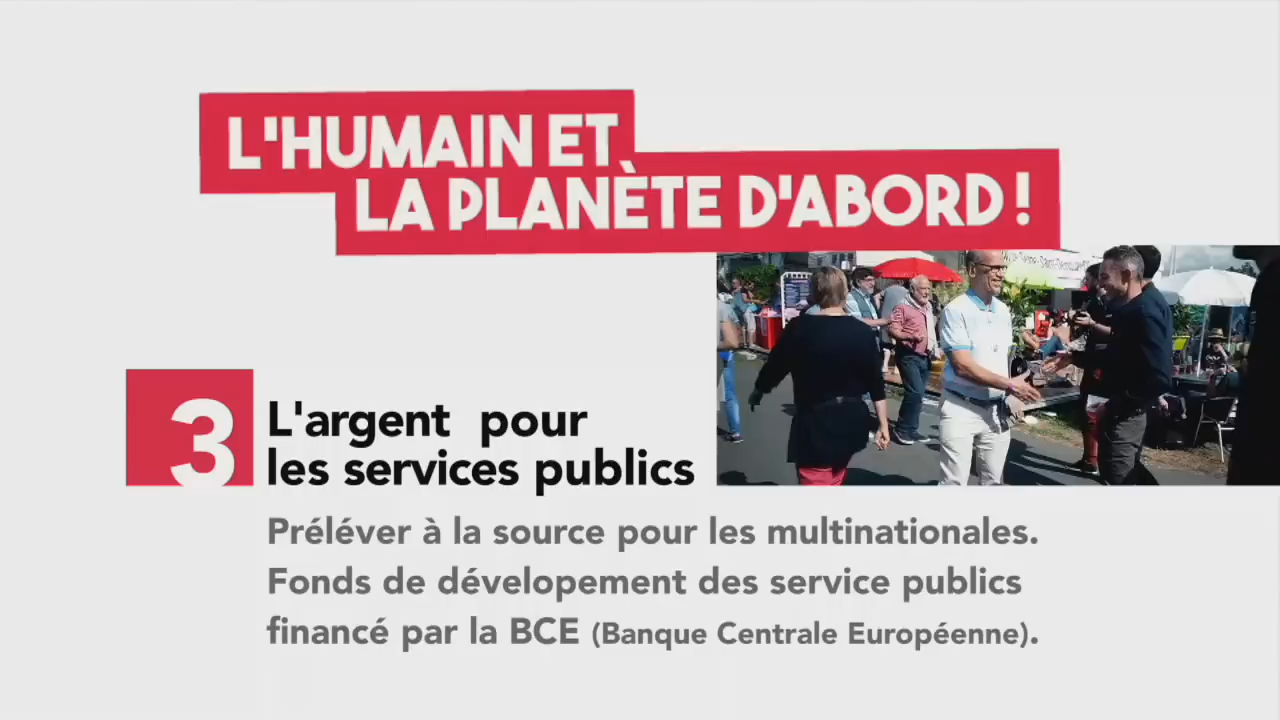 L'HUMAIN ET
LA PLANÈTE D'ABORD !
3
L'argent pour
les services publics
Préléver à la source pour les multinationales.
Fonds de dévelopement des service publics
financé par la BCE (Banque Centrale Européenne).